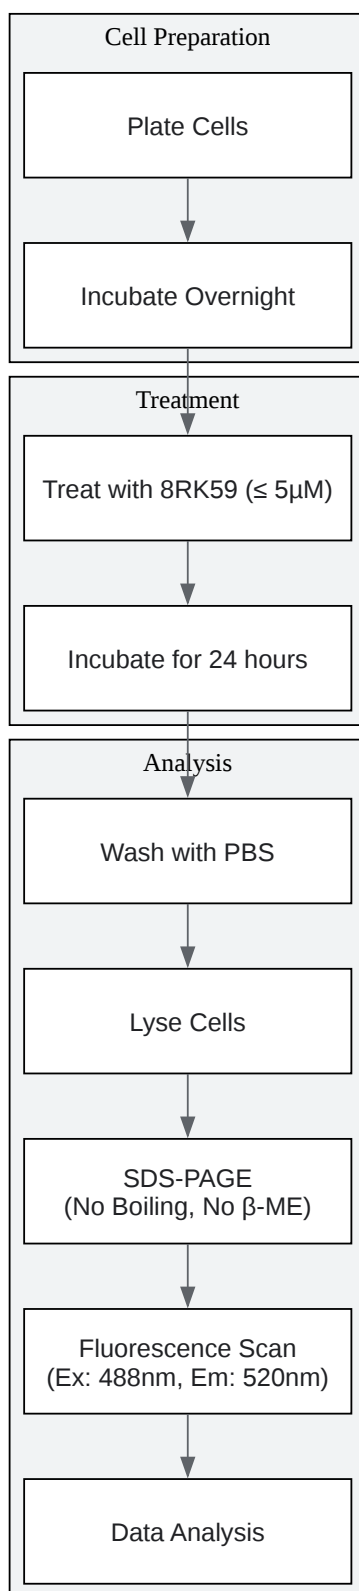 Cell Preparation
Plate Cells
Incubate Overnight
Treatment
Treat with 8RK59 (≤ 5µM)
Incubate for 24 hours
Analysis
Wash with PBS
Lyse Cells
SDS-PAGE
(No Boiling, No β-ME)
Fluorescence Scan
(Ex: 488nm, Em: 520nm)
Data Analysis